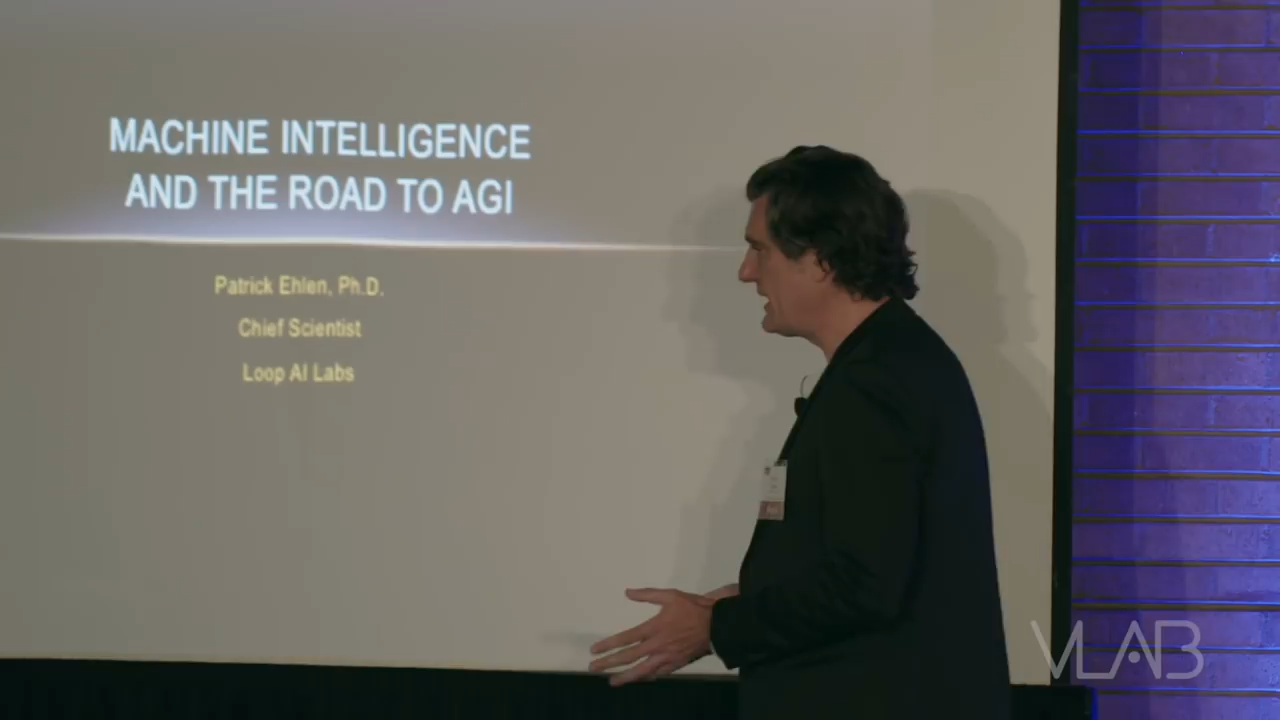 MACHINE INTELLIGENCE
AND THE ROAD TO AGI
Patrick Ehlen, Ph.D.
Chief Scientist
Loop AI Labs
VLAB